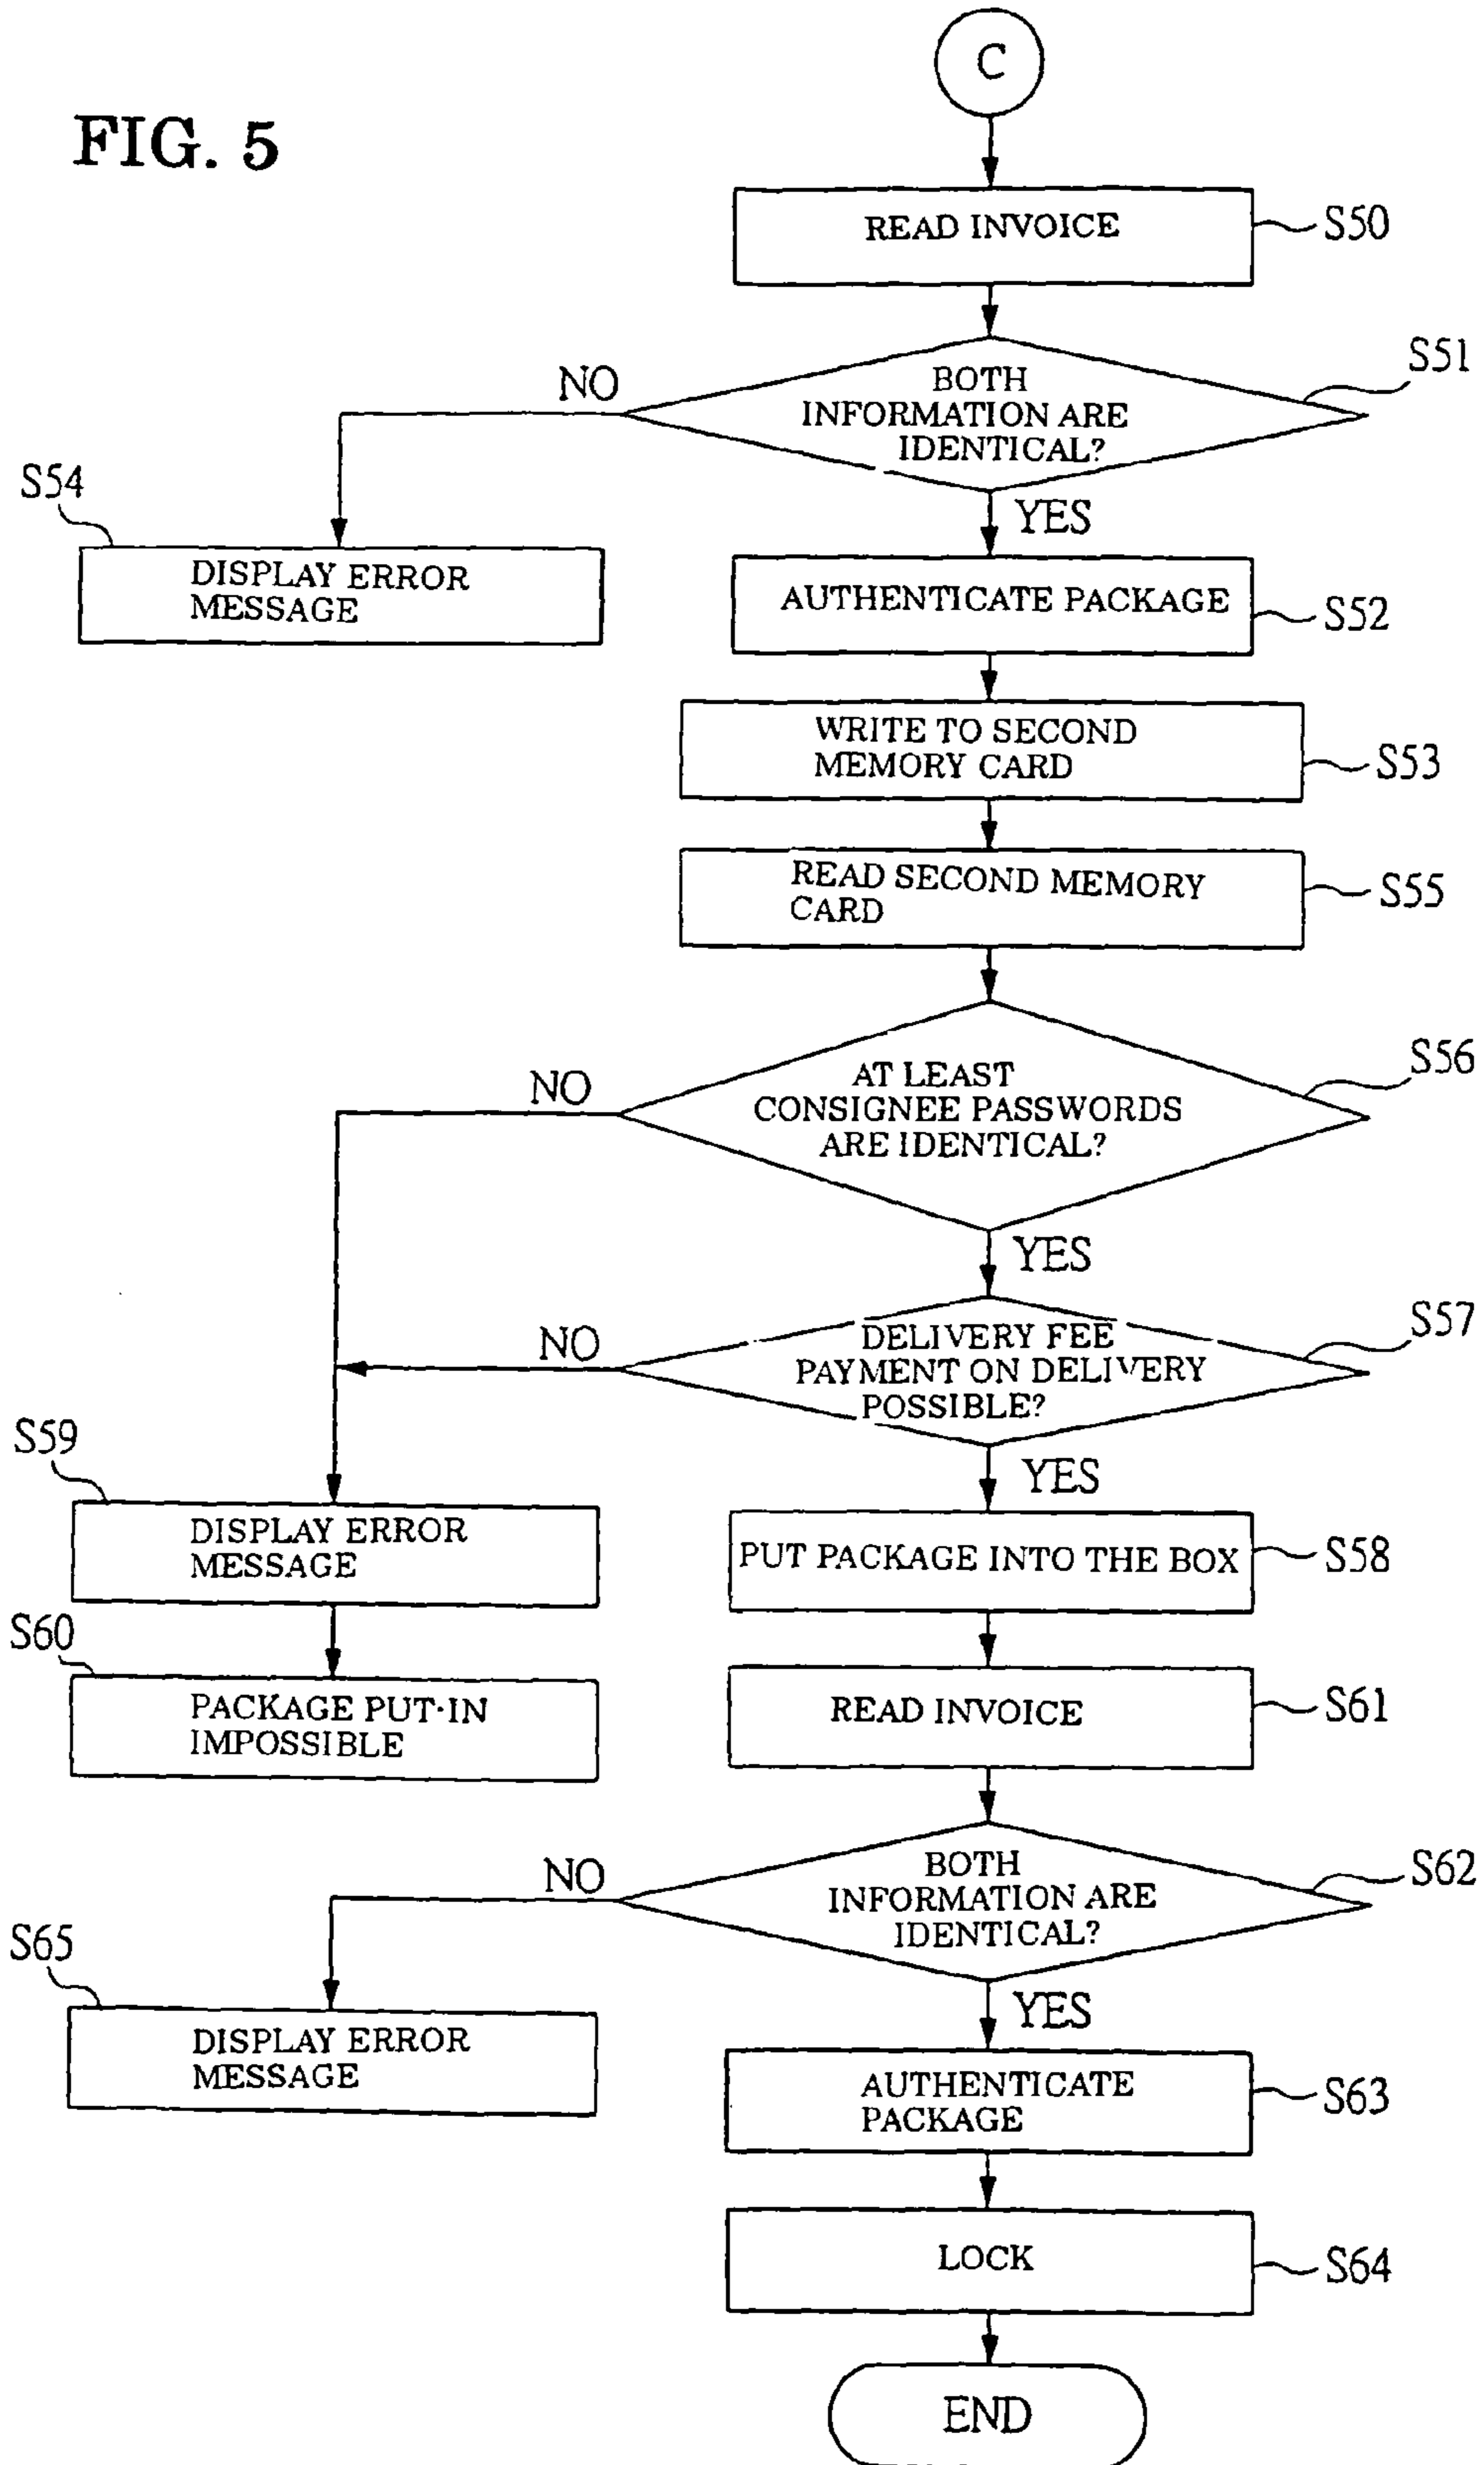 C
FIG. 5
READ INVOICE
S50
S51
NO
BOTH
INFORMATION ARE
IDENTICAL?
YES
S54
DISPLAY ERROR
MESSAGE
AUTHENTICATE PACKAGE
S52
WRITE TO SECOND
MEMORY CARD
S53
READ SECOND MEMORY
CARD
S55
S56
NO
AT LEAST
CONSIGNEE PASSWORDS
ARE IDENTICAL?
YES
S57
NO
DELIVERY FEE
PAYMENT ON DELIVERY
POSSIBLE?
YES
S59
DISPLAY ERROR
MESSAGE
PUT PACKAGE INTO THE BOX
S58
S60
PACKAGE PUT-IN
IMPOSSIBLE
READ INVOICE
S61
S62
NO
BOTH
INFORMATION ARE
IDENTICAL?
YES
S65
DISPLAY ERROR
MESSAGE
AUTHENTICATE
PACKAGE
S63
LOCK
S64
END